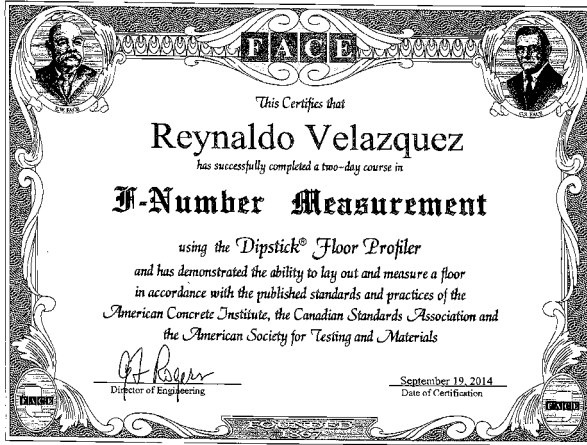 FACE
This Certifies that
Reynaldo Velazquez
has successfully completed a two-day course in
F-Number Measurement
using the Dipstick® Floor Profiler
and has demonstrated the ability to lay out and measure a floor
in accordance with the published standards and practices of the
American Concrete Institute, the Canadian Standards Association and
the American Society for Testing and Materials
Director of Engineering
September 19, 2014
Date of Certification
FACE
FACE
FOUNDED